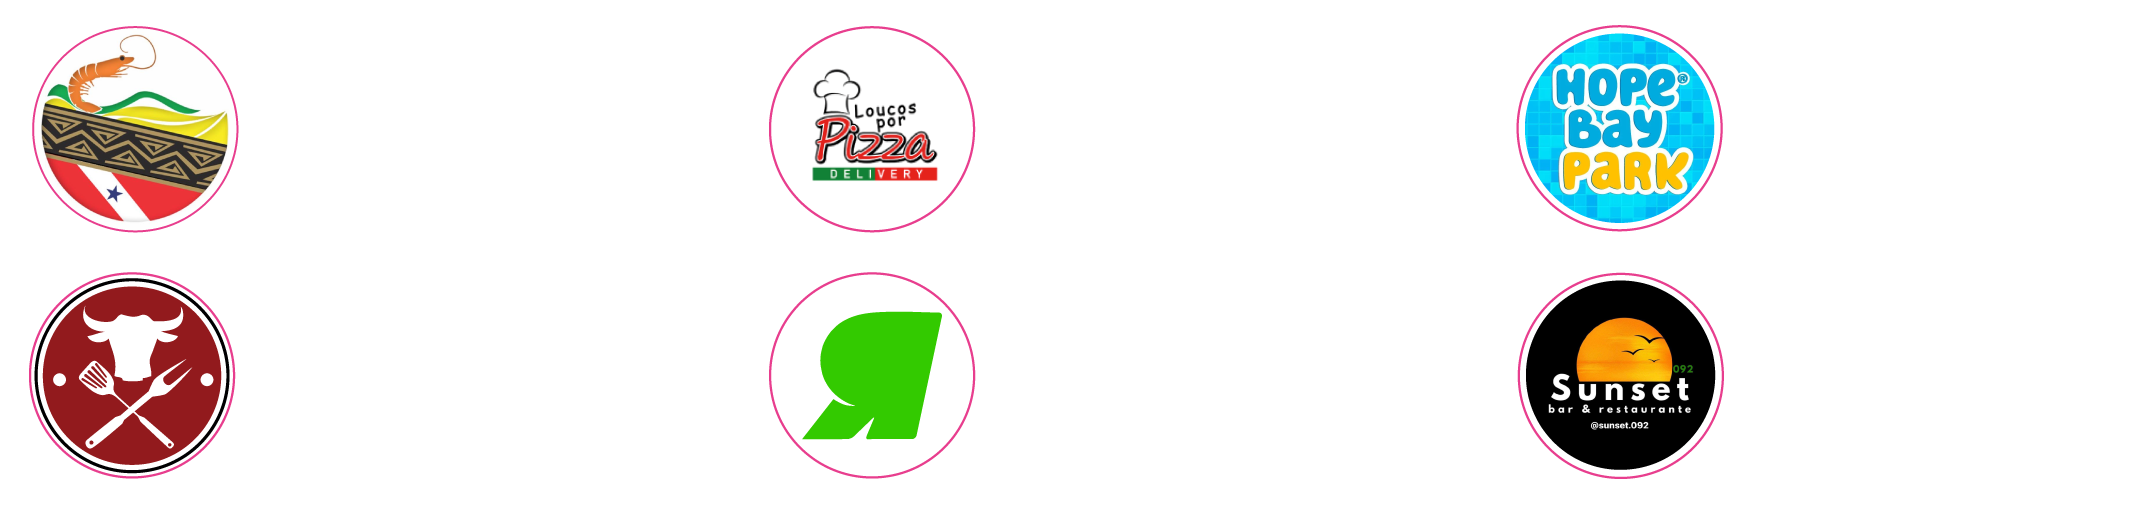 Loucos
por
Pizza
DELIVERY
HOPE®
BAY
PARK
092
Sunset
bar & restaurante
@sunset.092